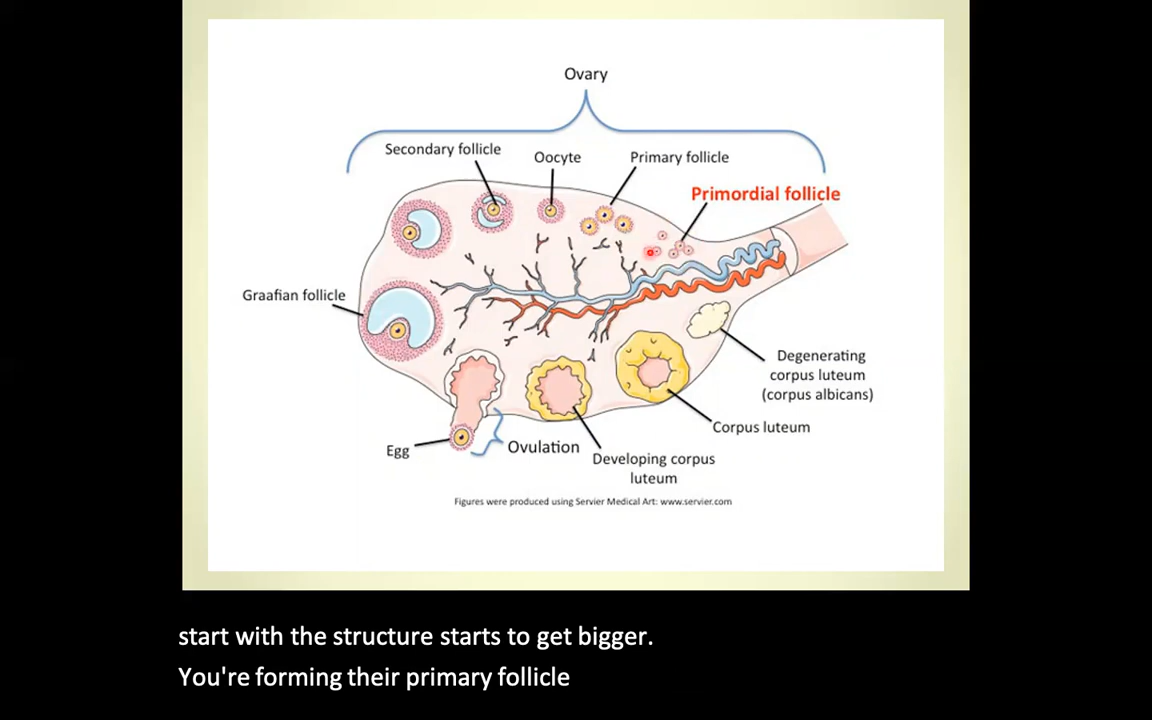 Ovary
Secondary follicle
Oocyte
Primary follicle
Primordial follicle
Graafian follicle
Degenerating
corpus luteum
(corpus albicans)
Corpus luteum
Egg
Ovulation
Developing corpus
luteum
Figures were produced using Servier Medical Art: www.servier.com
start with the structure starts to get bigger.
You're forming their primary follicle